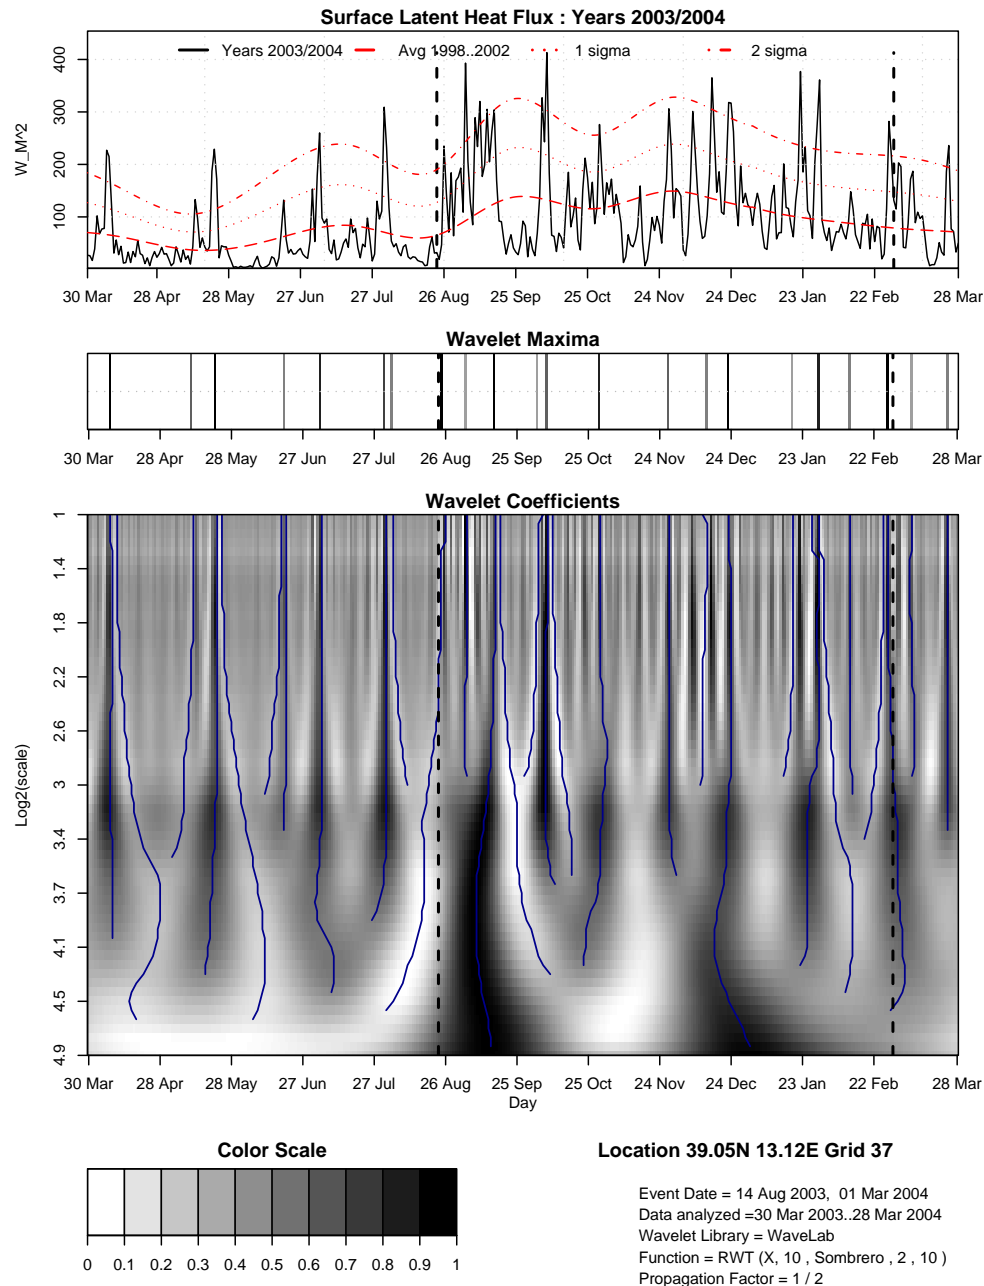 Surface Latent Heat Flux : Years 2003/2004
Years 2003/2004 Avg 1998..2002 1 sigma 2 sigma
W_M^2
400
300
200
100
30 Mar 28 Apr 28 May 27 Jun 27 Jul 26 Aug 25 Sep 25 Oct 24 Nov 24 Dec 23 Jan 22 Feb 28 Mar
Wavelet Maxima
30 Mar 28 Apr 28 May 27 Jun 27 Jul 26 Aug 25 Sep 25 Oct 24 Nov 24 Dec 23 Jan 22 Feb 28 Mar
Wavelet Coefficients
Log2(scale)
1
1.4
1.8
2.2
2.6
3
3.4
3.7
4.1
4.5
4.9
30 Mar 28 Apr 28 May 27 Jun 27 Jul 26 Aug 25 Sep 25 Oct 24 Nov 24 Dec 23 Jan 22 Feb 28 Mar
Day
Color Scale
0 0.1 0.2 0.3 0.4 0.5 0.6 0.7 0.8 0.9 1
Location 39.05N 13.12E Grid 37
Event Date = 14 Aug 2003, 01 Mar 2004
Data analyzed =30 Mar 2003..28 Mar 2004
Wavelet Library = WaveLab
Function = RWT (X, 10 , Sombrero , 2 , 10 )
Propagation Factor = 1 / 2